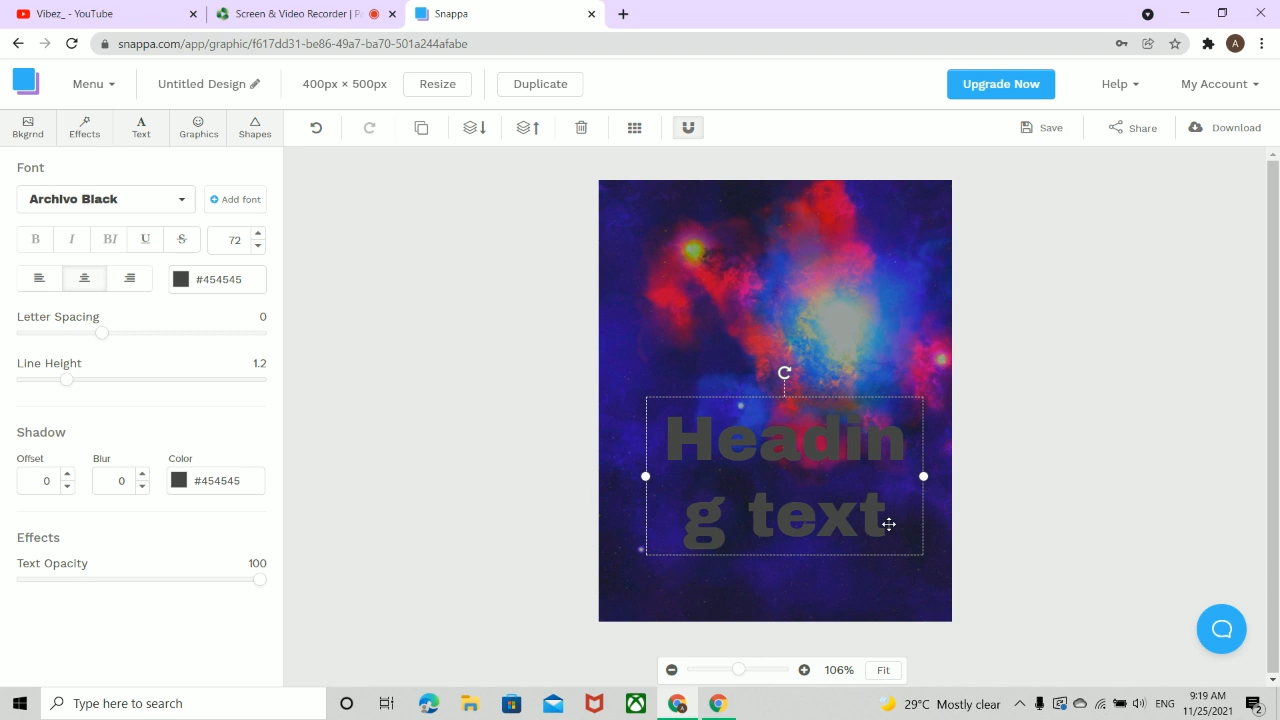 Vibez_ - YouTube
Screen & Video Recorder | P
Snappa
snappa.com/app/graphic/f617dd31-be86-49a7-ba70-501a244afabe
A
Menu
Untitled Design
400px × 500px
Resize
Duplicate
Upgrade Now
Help
My Account
Bkgrnd
Effects
Text
Graphics
Shapes
Save
Share
Download
Font
Archivo Black
Add font
B
I
BI
U
S
72
#454545
Letter Spacing
0
Line Height
1.2
Shadow
Offset
Blur
Color
0
0
#454545
Effects
Text Opacity
100
Headin
g text
106%
Fit
Type here to search
29°C Mostly clear
ENG
9:19 AM
11/25/2021
2